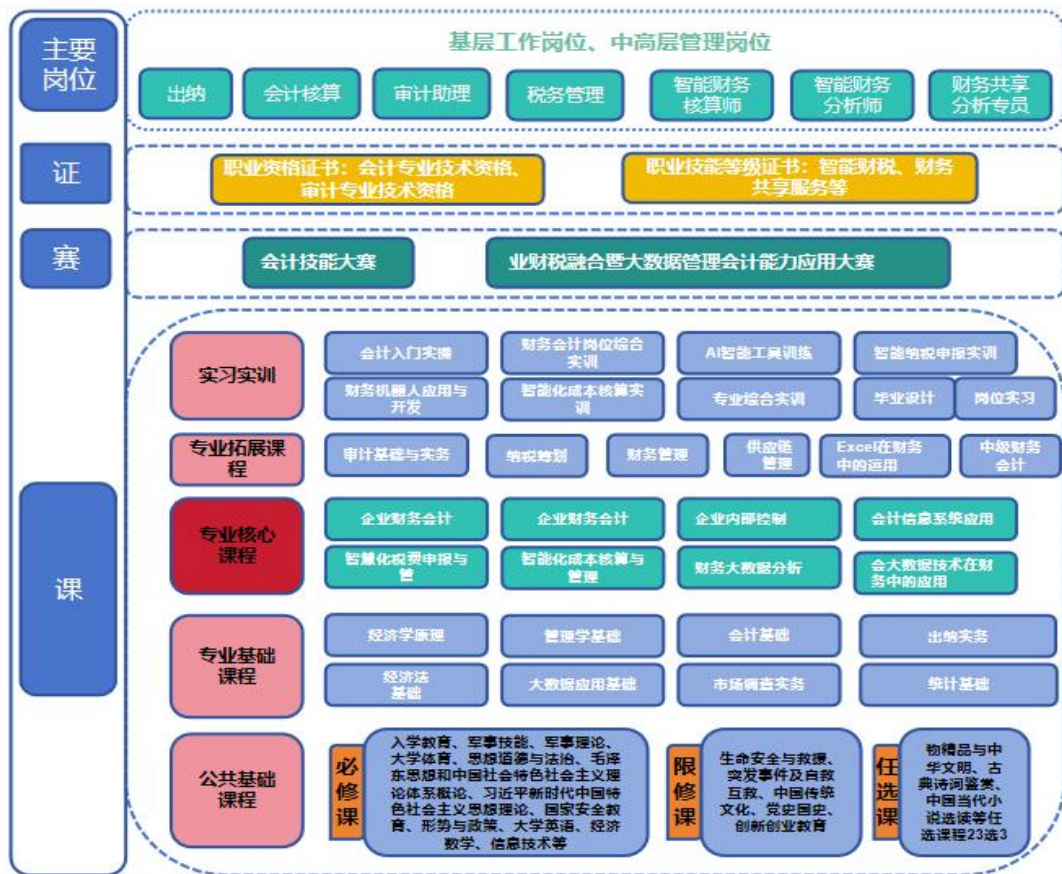 主要
岗位
基层工作岗位、中高层管理岗位
出纳
会计核算
审计助理
税务管理
智能财务
核算师
智能财务
分析师
财务共享
分析专员
证
职业资格证书：会计专业技术资格、
审计专业技术资格
职业技能等级证书：智能财税、财务
共享服务等
赛
会计技能大赛
业财税融合暨大数据管理会计能力应用大赛
课
实习实训
会计入门实操
财务会计岗位综合
实训
AI智能工具训练
智能纳税申报实训
财务机器人应用与
开发
智能化成本核算实
训
专业综合实训
毕业设计
岗位实习
专业拓展课
程
审计基础与实务
纳税筹划
财务管理
供应链
管理
Excel在财务
中的运用
中级财务
会计
专业核心
课程
企业财务会计
企业财务会计
企业内部控制
会计信息系统应用
智慧化税费申报与
管
智能化成本核算与
管理
财务大数据分析
会大数据技术在财
务中的应用
专业基础
课程
经济学原理
管理学基础
会计基础
出纳实务
经济法
基础
大数据应用基础
市场调查实务
统计基础
公共基础
课程
必修课
入学教育、军事技能、军事理论、
大学体育、思想道德与法治、毛泽
东思想和中国社会特色社会主义理
论体系概论、习近平新时代中国特
色社会主义思想理论、国家安全教
育、形势与政策、大学英语、经济
数学、信息技术等
限修课
生命安全与救援、
突发事件及自救
互救、中国传统
文化、党史国史、
创新创业教育
任选课
物精品与中
华文明、古
典诗词鉴赏、
中国当代小
说选读等任
选课程23选3